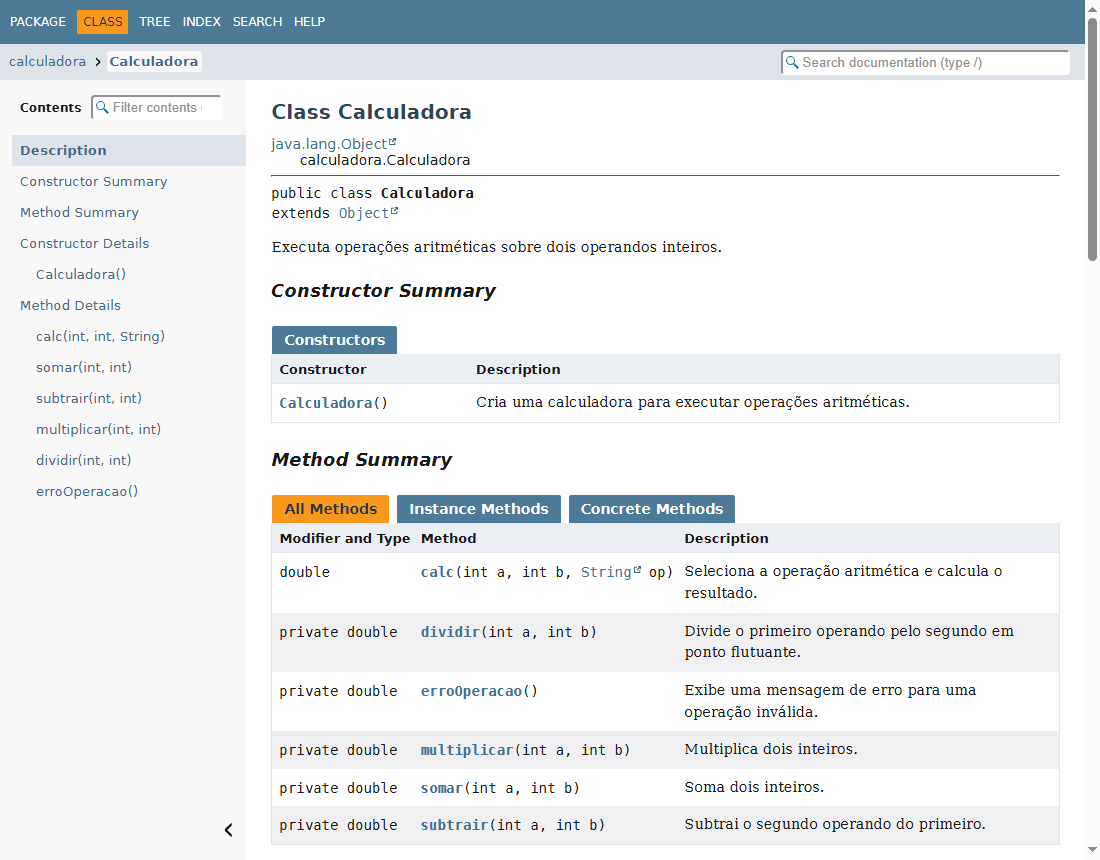 PACKAGE CLASS TREE INDEX SEARCH HELP
calculadora > Calculadora
Search documentation (type /)
Contents
Filter contents
Description
Constructor Summary
Method Summary
Constructor Details
Calculadora()
Method Details
calc(int, int, String)
somar(int, int)
subtrair(int, int)
multiplicar(int, int)
dividir(int, int)
erroOperacao()
Class Calculadora
java.lang.Object
calculadora.Calculadora
public class Calculadora
extends Object
Executa operações aritméticas sobre dois operandos inteiros.
Constructor Summary
Constructors
Constructor Description
Calculadora() Cria uma calculadora para executar operações aritméticas.
Method Summary
All Methods Instance Methods Concrete Methods
Modifier and Type Method Description
double calc(int a, int b, String op) Seleciona a operação aritmética e calcula o
resultado.
private double dividir(int a, int b) Divide o primeiro operando pelo segundo em
ponto flutuante.
private double erroOperacao() Exibe uma mensagem de erro para uma
operação inválida.
private double multiplicar(int a, int b) Multiplica dois inteiros.
private double somar(int a, int b) Soma dois inteiros.
private double subtrair(int a, int b) Subtrai o segundo operando do primeiro.